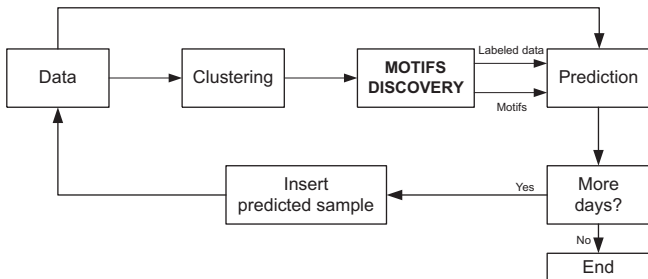 Data
Clustering
MOTIFS
DISCOVERY
Labeled data
Motifs
Prediction
Insert
predicted sample
Yes
More
days?
No
End